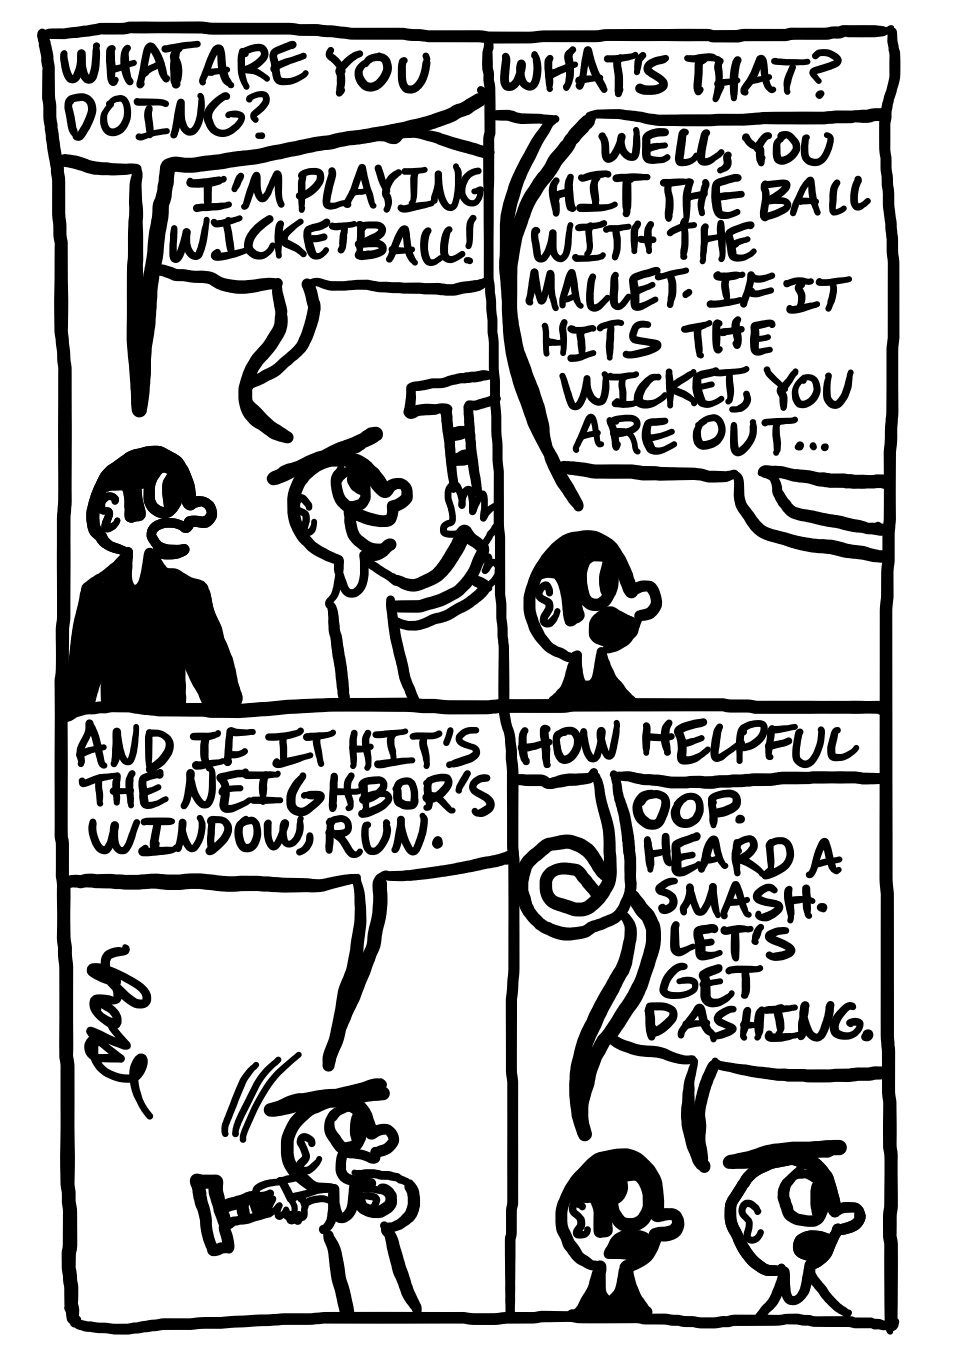 WHAT ARE YOU
DOING?
I'M PLAYING
WICKETBALL!
WHAT'S THAT?
WELL, YOU
HIT THE BALL
WITH THE
MALLET. IF IT
HITS THE
WICKET, YOU
ARE OUT...
AND IF IT HIT'S
THE NEIGHBOR'S
WINDOW, RUN.
HOW HELPFUL
OOP.
HEARD A
SMASH.
LET'S
GET
DASHING.